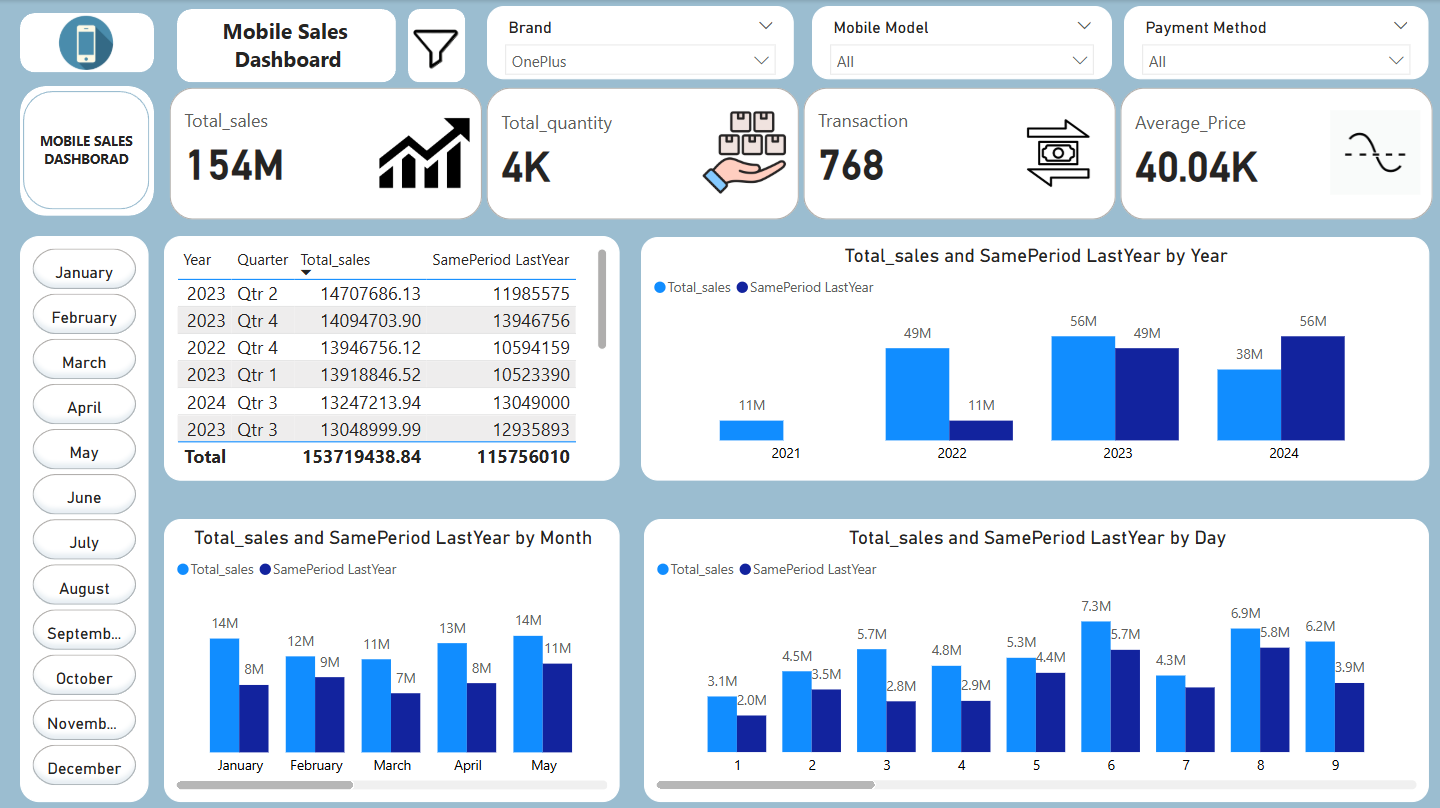 Mobile Sales
Dashboard
Brand
OnePlus
Mobile Model
All
Payment Method
All
MOBILE SALES
DASHBORAD
Total_sales
154M
Total_quantity
4K
Transaction
768
Average_Price
40.04K
January
February
March
April
May
June
July
August
Septemb...
October
Novemb...
December
Year Quarter Total_sales SamePeriod LastYear
2023 Qtr 2 14707686.13 11985575
2023 Qtr 4 14094703.90 13946756
2022 Qtr 4 13946756.12 10594159
2023 Qtr 1 13918846.52 10523390
2024 Qtr 3 13247213.94 13049000
2023 Qtr 3 13048999.99 12935893
Total 153719438.84 115756010
Total_sales and SamePeriod LastYear by Year
Total_sales SamePeriod LastYear
11M 49M 11M 56M 49M 38M 56M
2021 2022 2023 2024
Total_sales and SamePeriod LastYear by Month
Total_sales SamePeriod LastYear
14M 8M 12M 9M 11M 7M 13M 8M 14M 11M
January February March April May
Total_sales and SamePeriod LastYear by Day
Total_sales SamePeriod LastYear
3.1M 2.0M 4.5M 3.5M 5.7M 2.8M 4.8M 2.9M 5.3M 4.4M 7.3M 5.7M 4.3M 6.9M 5.8M 6.2M 3.9M
1 2 3 4 5 6 7 8 9